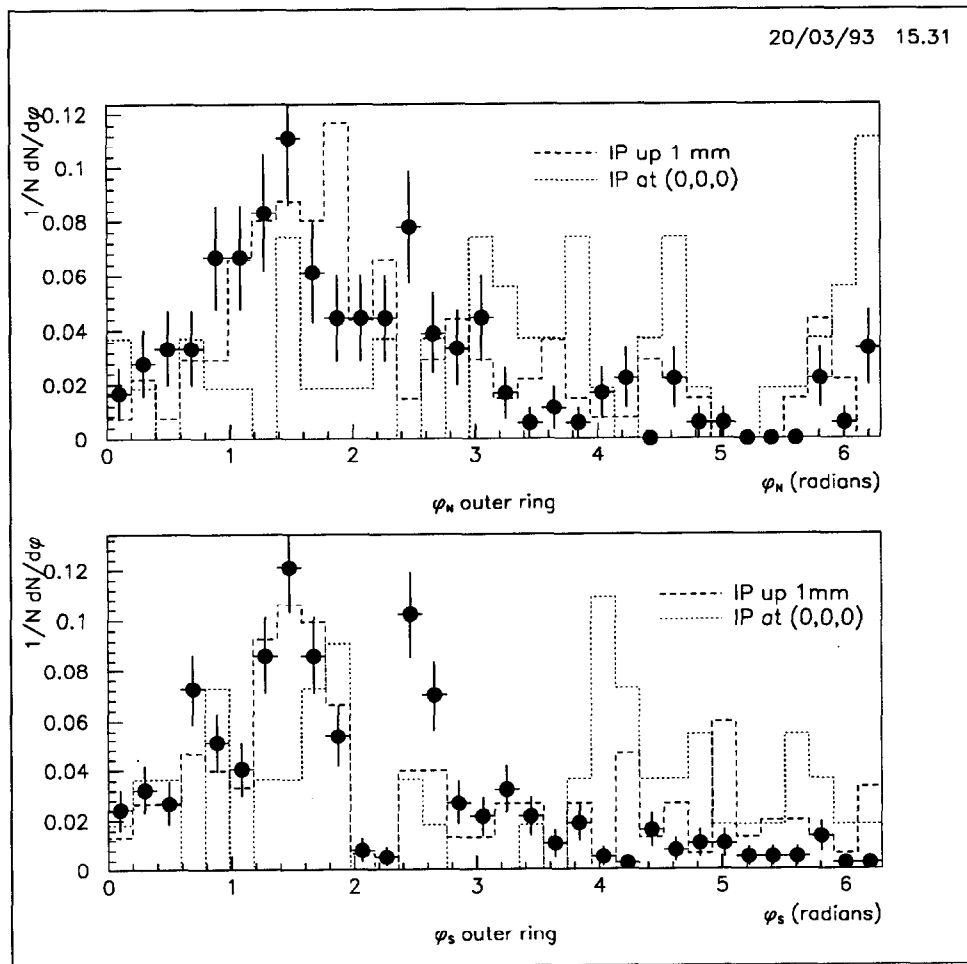 20/03/93 15.31
1/N dN/dφ
0.12
0.1
0.08
0.06
0.04
0.02
0
IP up 1 mm
IP at (0,0,0)
0 1 2 3 4 5 6
φN outer ring
φN (radians)
1/N dN/dφ
0.12
0.1
0.08
0.06
0.04
0.02
0
IP up 1mm
IP at (0,0,0)
0 1 2 3 4 5 6
φS outer ring
φS (radians)